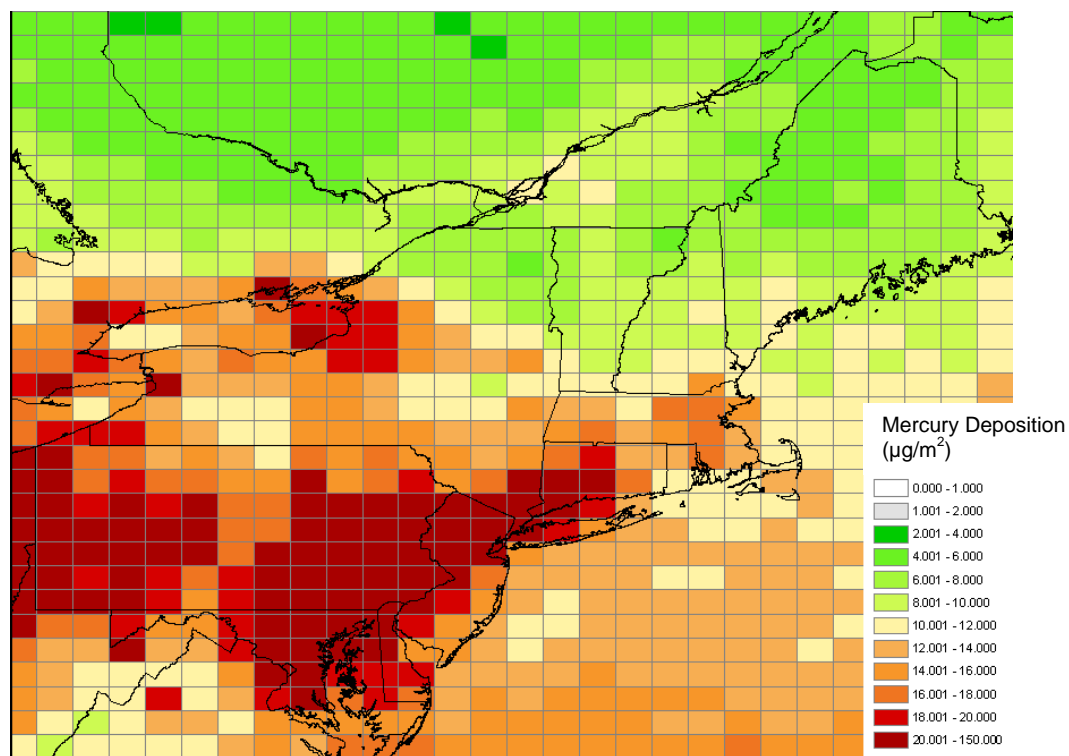 Mercury Deposition
(µg/m²)
0.000 - 1.000
1.001 - 2.000
2.001 - 4.000
4.001 - 6.000
6.001 - 8.000
8.001 - 10.000
10.001 - 12.000
12.001 - 14.000
14.001 - 16.000
16.001 - 18.000
18.001 - 20.000
20.001 - 150.000